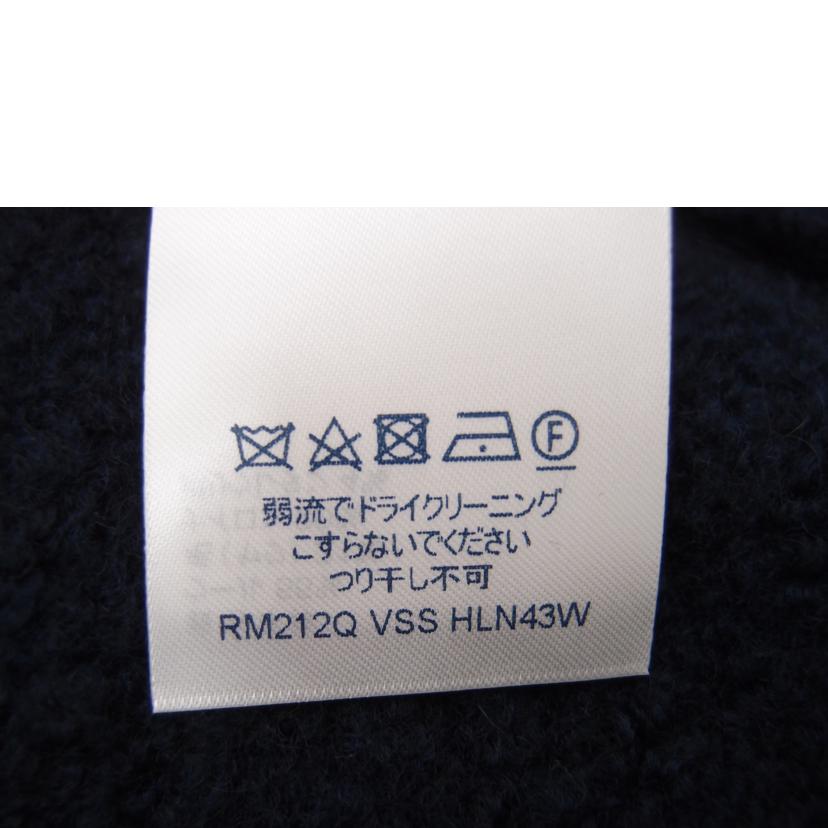 F
弱流でドライクリーニング
こすらないでください
つり干し不可
RM212Q VSS HLN43W